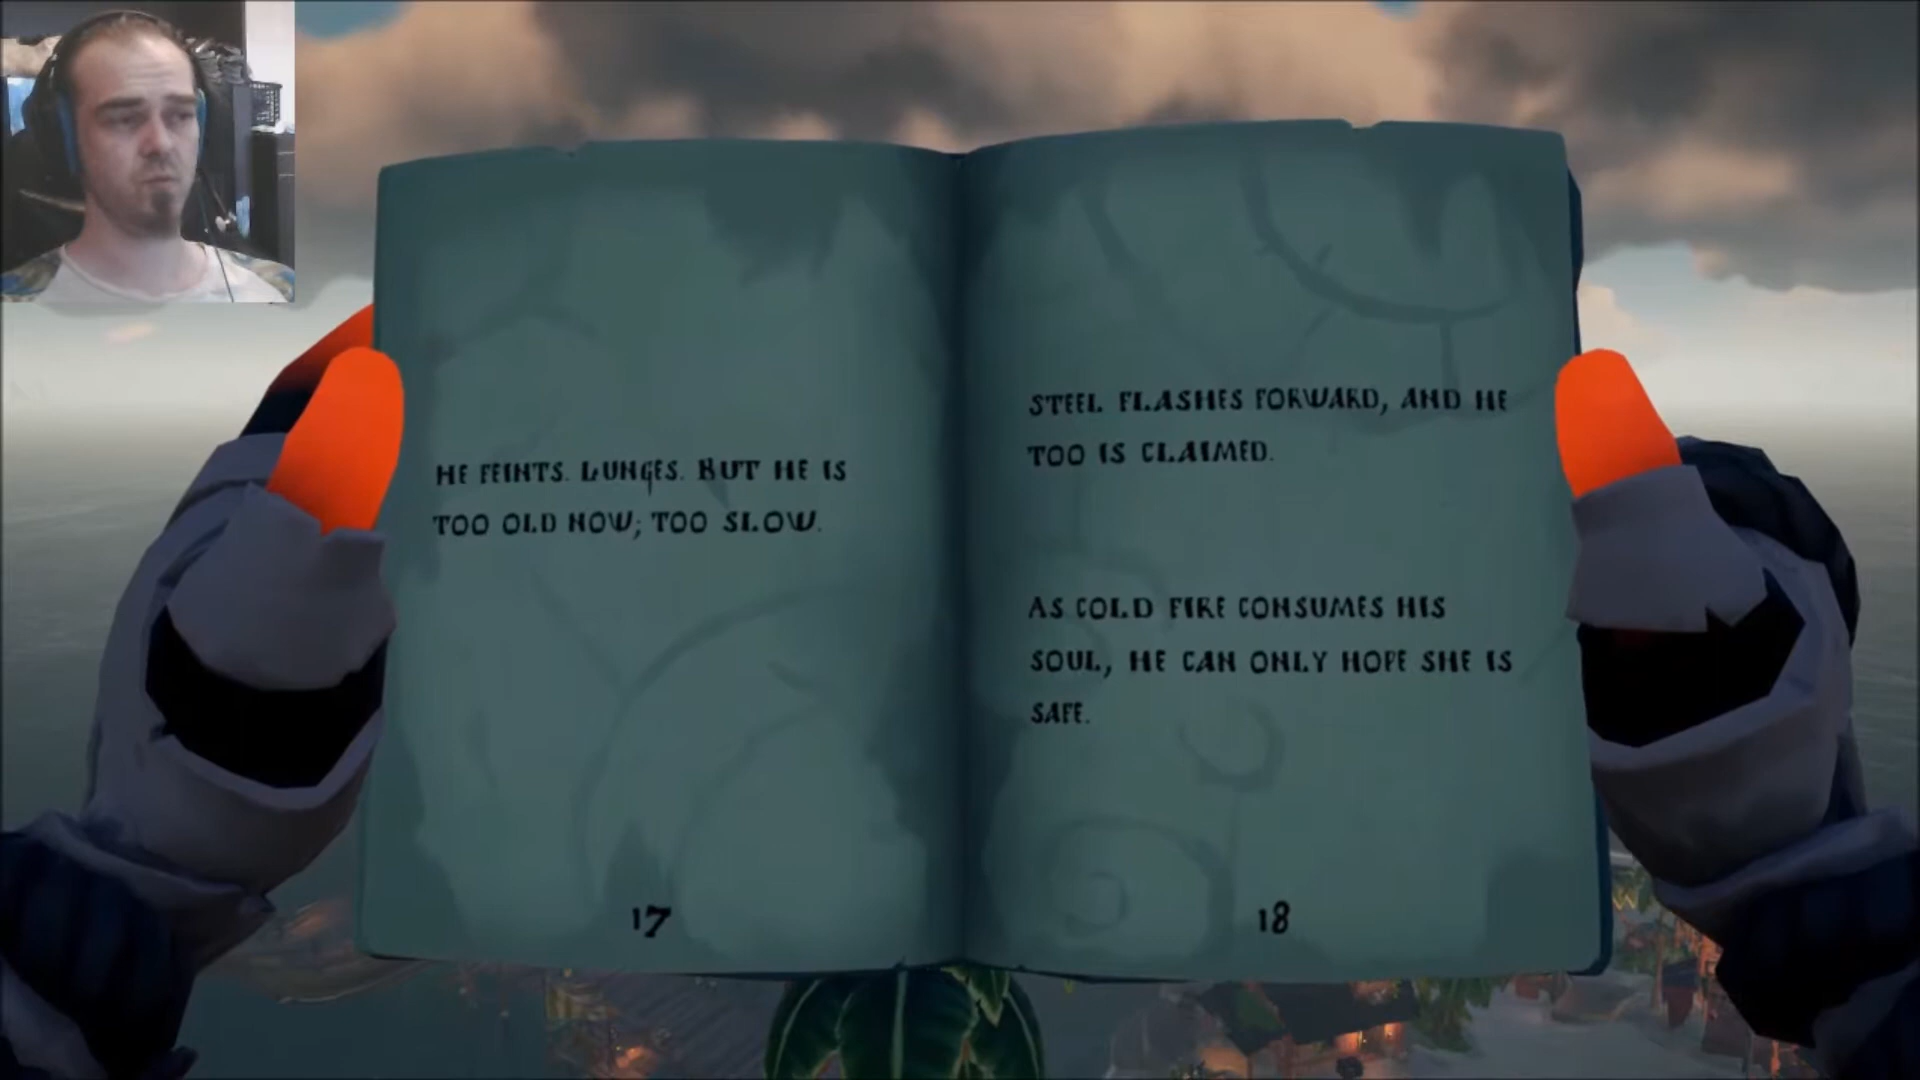 HE FEINTS. LUNGES. BUT HE IS
TOO OLD NOW; TOO SLOW.
17
STEEL FLASHES FORWARD, AND HE
TOO IS CLAIMED.
AS COLD FIRE CONSUMES HIS
SOUL, HE CAN ONLY HOPE SHE IS
SAFE.
18